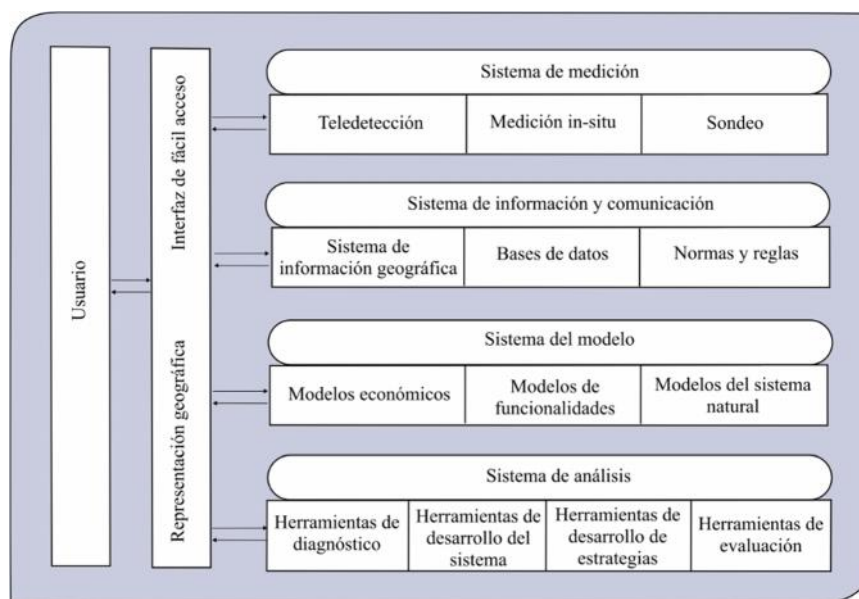 Usuario
Representación geográfica
Interfaz de fácil acceso
Sistema de medición
Teledetección
Medición in-situ
Sondeo
Sistema de información y comunicación
Sistema de
información geográfica
Bases de datos
Normas y reglas
Sistema del modelo
Modelos económicos
Modelos de
funcionalidades
Modelos del sistema
natural
Sistema de análisis
Herramientas de
diagnóstico
Herramientas de
desarrollo del
sistema
Herramientas de
desarrollo de
estrategias
Herramientas de
evaluación